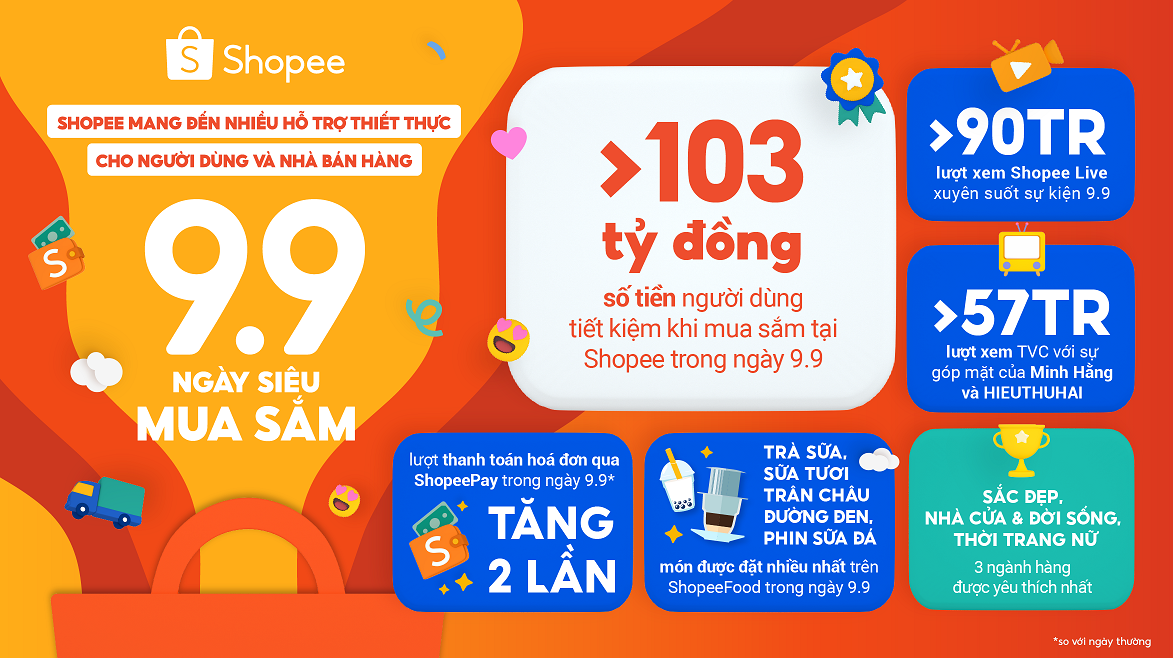 Shopee
SHOPEE MANG ĐẾN NHIỀU HỖ TRỢ THIẾT THỰC
CHO NGƯỜI DÙNG VÀ NHÀ BÁN HÀNG
9.9
NGÀY SIÊU
MUA SẮM
>103
tỷ đồng
số tiền người dùng
tiết kiệm khi mua sắm tại
Shopee trong ngày 9.9
>90TR
lượt xem Shopee Live
xuyên suốt sự kiện 9.9
>57TR
lượt xem TVC với sự
góp mặt của Minh Hằng
và HIEUTHUHAI
lượt thanh toán hoá đơn qua
ShopeePay trong ngày 9.9*
TĂNG
2 LẦN
TRÀ SỮA,
SỮA TƯƠI
TRÂN CHÂU
ĐƯỜNG ĐEN,
PHIN SỮA ĐÁ
món được đặt nhiều nhất trên
ShopeeFood trong ngày 9.9
SẮC ĐẸP,
NHÀ CỬA & ĐỜI SỐNG,
THỜI TRANG NỮ
3 ngành hàng
được yêu thích nhất
*so với ngày thường